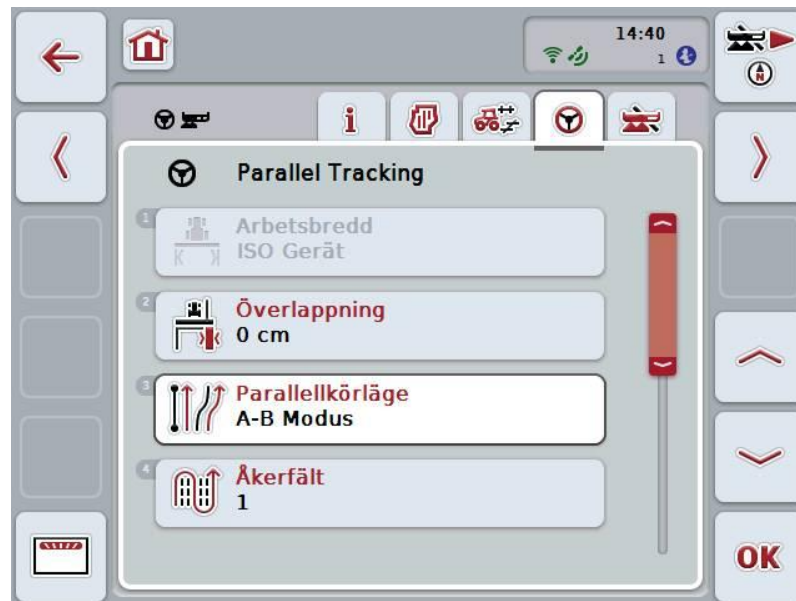 14:40
1
i
Parallel Tracking
1
Arbetsbredd
ISO Gerät
2
Överlappning
0 cm
3
Parallellkörläge
A-B Modus
4
Åkerfält
1
N
OK